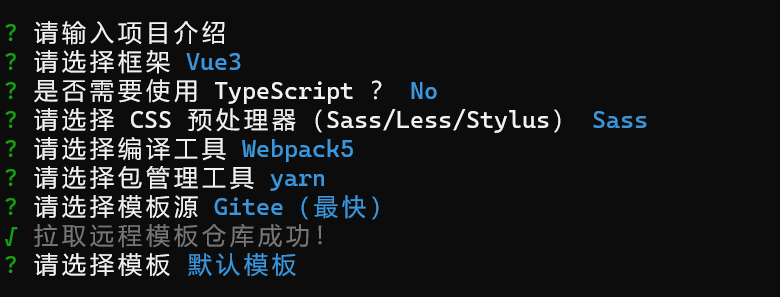 ? 请输入项目介绍
? 请选择框架 Vue3
? 是否需要使用 TypeScript ? No
? 请选择 CSS 预处理器（Sass/Less/Stylus） Sass
? 请选择编译工具 Webpack5
? 请选择包管理工具 yarn
? 请选择模板源 Gitee（最快）
√ 拉取远程模板仓库成功！
? 请选择模板 默认模板